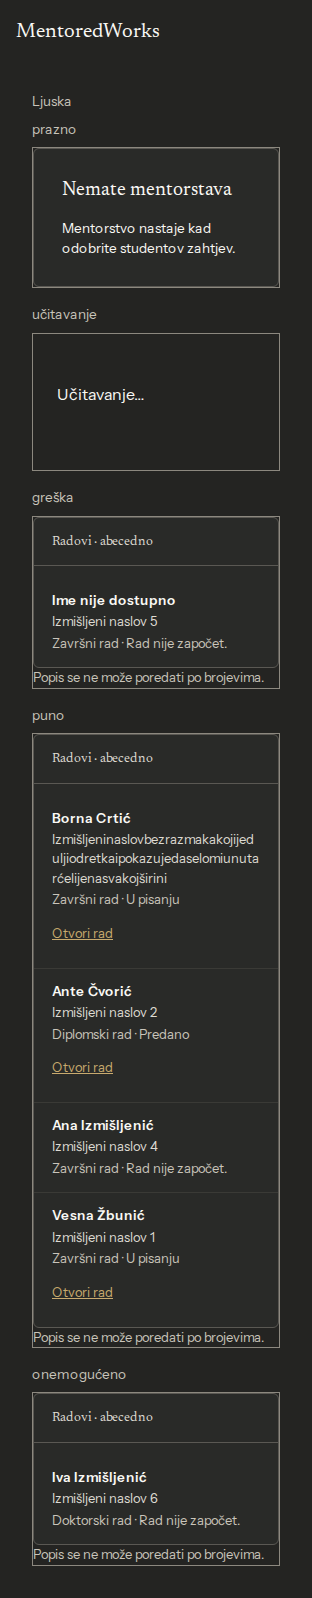 MentoredWorks
Ljuska
prazno
Nemate mentorstava
Mentorstvo nastaje kad
odobrite studentov zahtjev.
učitavanje
Učitavanje…
greška
Radovi · abecedno
Ime nije dostupno
Izmišljeni naslov 5
Završni rad · Rad nije započet.
Popis se ne može poredati po brojevima.
puno
Radovi · abecedno
Borna Crtić
Izmišljeninaslovbezrazmakakojijed
uljiodretkaipokazujedaselomiunuta
rćelijenasvakojširini
Završni rad · U pisanju
Otvori rad
Ante Čvorić
Izmišljeni naslov 2
Diplomski rad · Predano
Otvori rad
Ana Izmišljenić
Izmišljeni naslov 4
Završni rad · Rad nije započet.
Vesna Žbunić
Izmišljeni naslov 1
Završni rad · U pisanju
Otvori rad
Popis se ne može poredati po brojevima.
onemogućeno
Radovi · abecedno
Iva Izmišljenić
Izmišljeni naslov 6
Doktorski rad · Rad nije započet.
Popis se ne može poredati po brojevima.